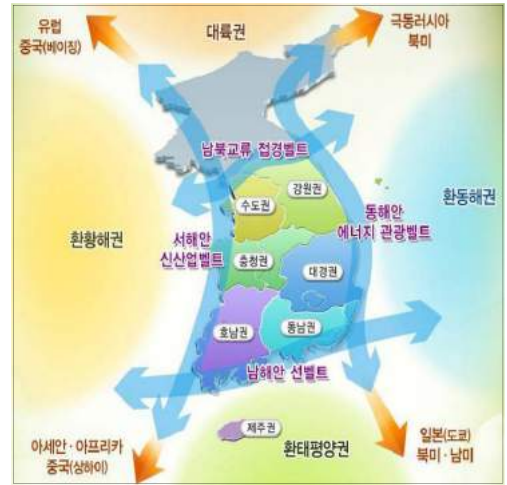 유럽
중국(베이징)
대륙권
극동러시아
북미
남북교류 접경벨트
강원권
수도권
환동해권
동해안
에너지 관광벨트
환황해권
서해안
신산업벨트
충청권
대경권
호남권
동남권
남해안 선벨트
제주권
아세안·아프리카
중국(상하이)
환태평양권
일본(도쿄)
북미·남미